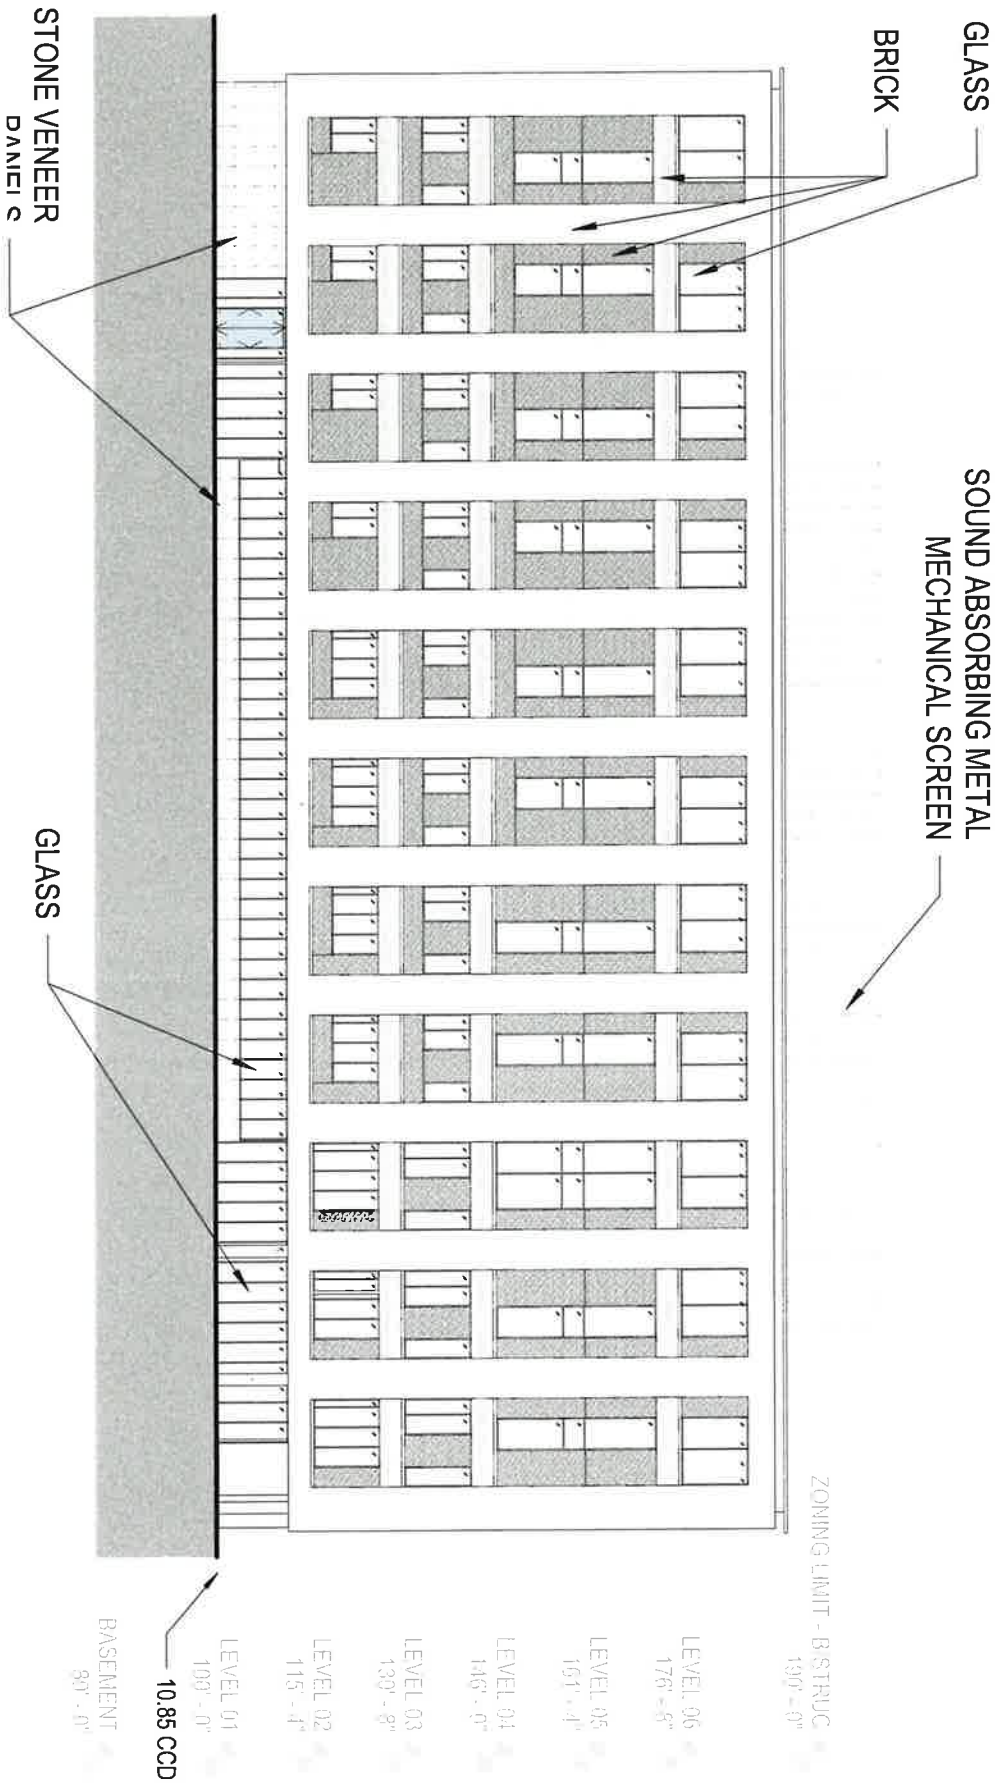 GLASS
BRICK
SOUND ABSORBING METAL
MECHANICAL SCREEN
STONE VENEER
PANELS
GLASS
ZONING LIMIT - BSTRUC
190' - 0"
LEVEL 06
176' - 8"
LEVEL 05
161' - 4"
LEVEL 04
146' - 0"
LEVEL 03
130' - 8"
LEVEL 02
115' - 4"
LEVEL 01
100' - 0"
10.85 CCD
BASEMENT
80' - 0"